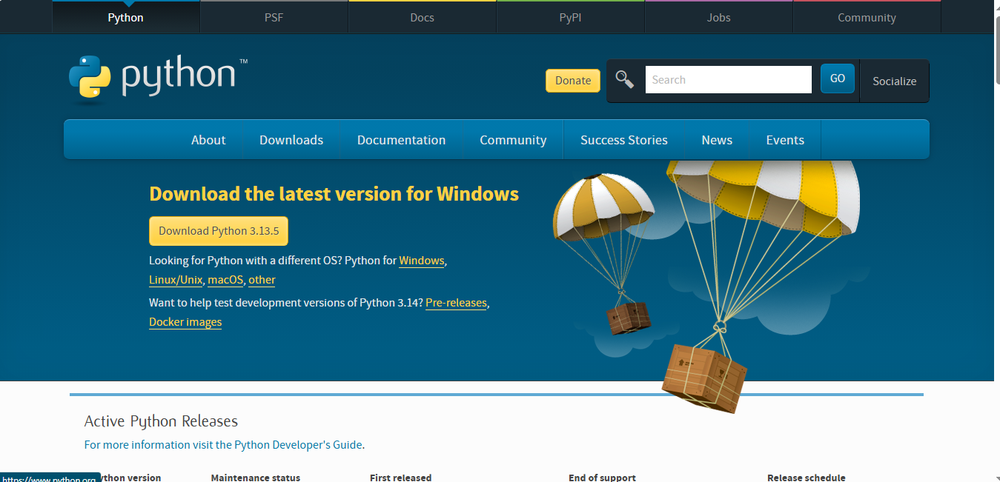 Python PSF Docs PyPI Jobs Community
python™
Donate Search GO Socialize
About Downloads Documentation Community Success Stories News Events
Download the latest version for Windows
Download Python 3.13.5
Looking for Python with a different OS? Python for Windows,
Linux/Unix, macOS, other
Want to help test development versions of Python 3.14? Pre-releases,
Docker images
Active Python Releases
For more information visit the Python Developer's Guide.
ython version Maintenance status First released End of support Release schedule
https://www.python.org